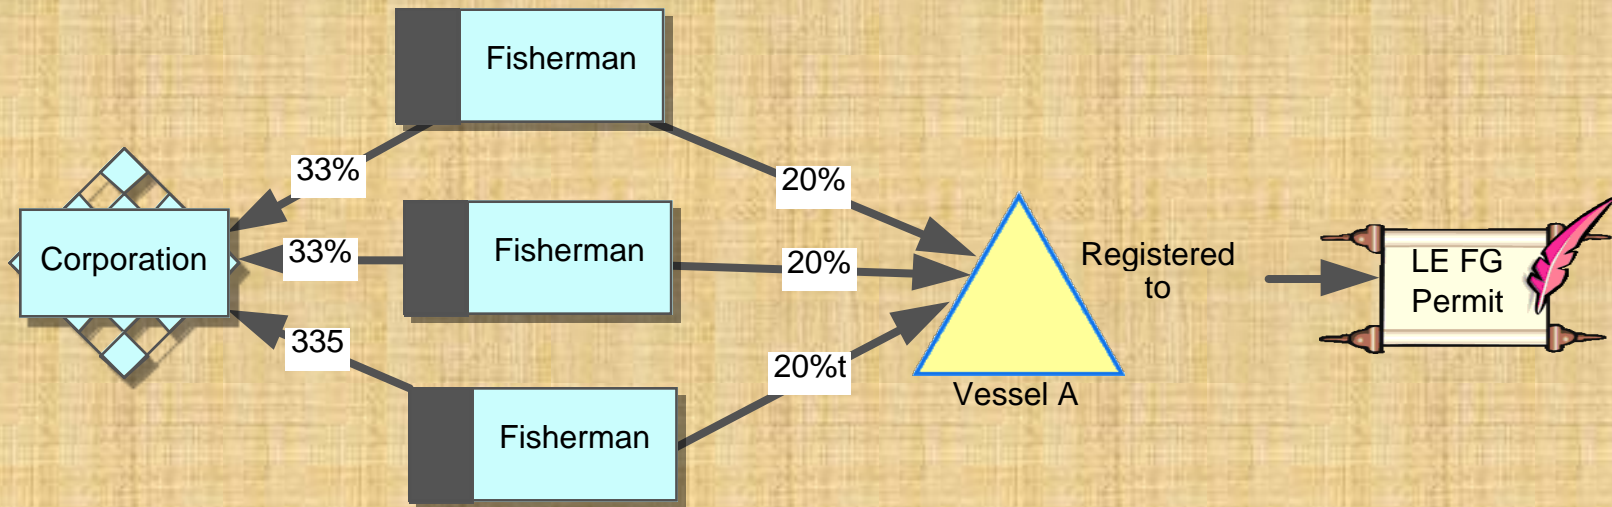 Fisherman
33%
20%
Corporation
33%
Fisherman
20%
Registered
to
LE FG
Permit
335
20%t
Vessel A
Fisherman